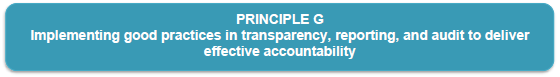 PRINCIPLE G
Implementing good practices in transparency, reporting, and audit to deliver
effective accountability